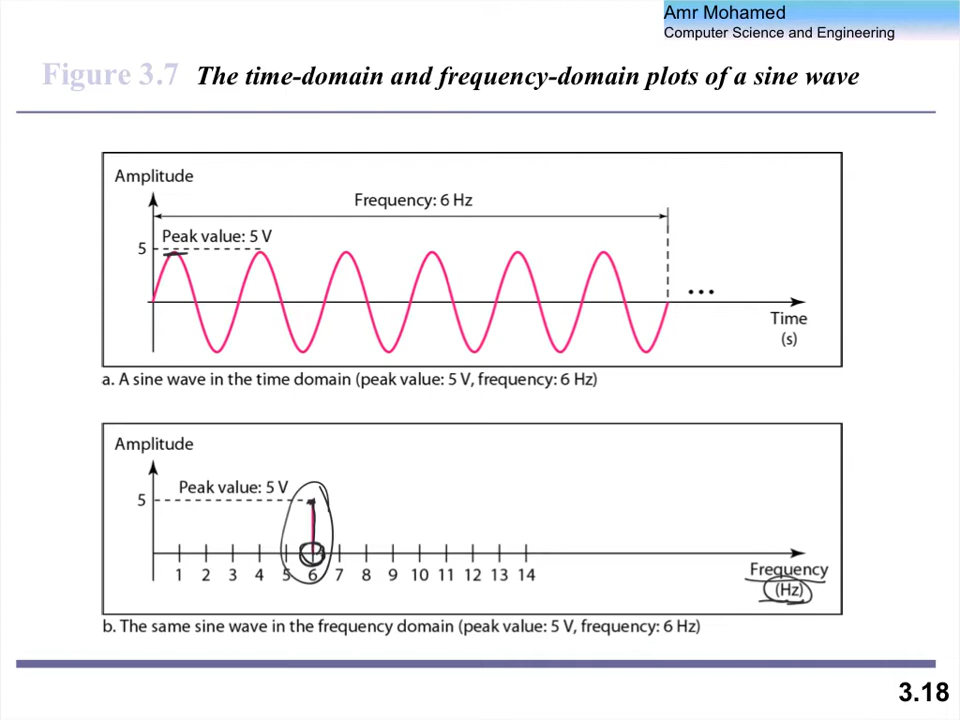 Amr Mohamed
Computer Science and Engineering
Figure 3.7 The time-domain and frequency-domain plots of a sine wave
Amplitude
Frequency: 6 Hz
Peak value: 5 V
5
...
Time
(s)
a. A sine wave in the time domain (peak value: 5 V, frequency: 6 Hz)
Amplitude
Peak value: 5 V
5
1 2 3 4 5 6 7 8 9 10 11 12 13 14
Frequency
(Hz)
b. The same sine wave in the frequency domain (peak value: 5 V, frequency: 6 Hz)
3.18